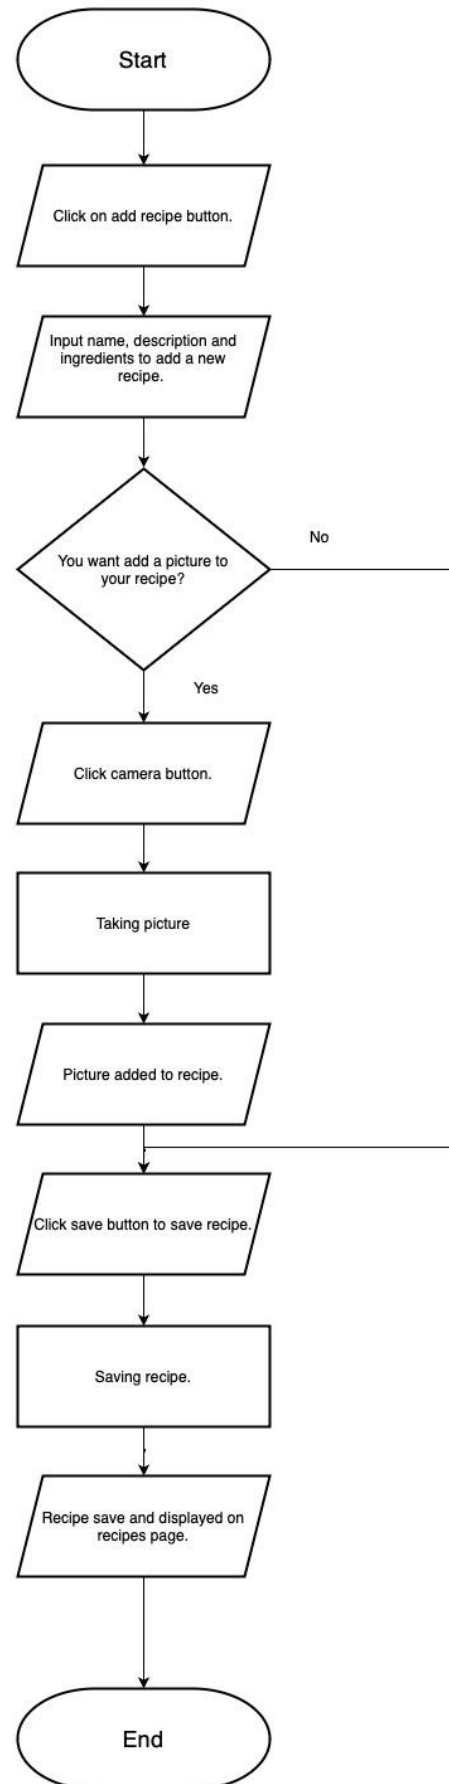 Start
Click on add recipe button.
Input name, description and
ingredients to add a new
recipe.
You want add a picture to
your recipe?
No
Yes
Click camera button.
Taking picture
Picture added to recipe.
Click save button to save recipe.
Saving recipe.
Recipe save and displayed on
recipes page.
End